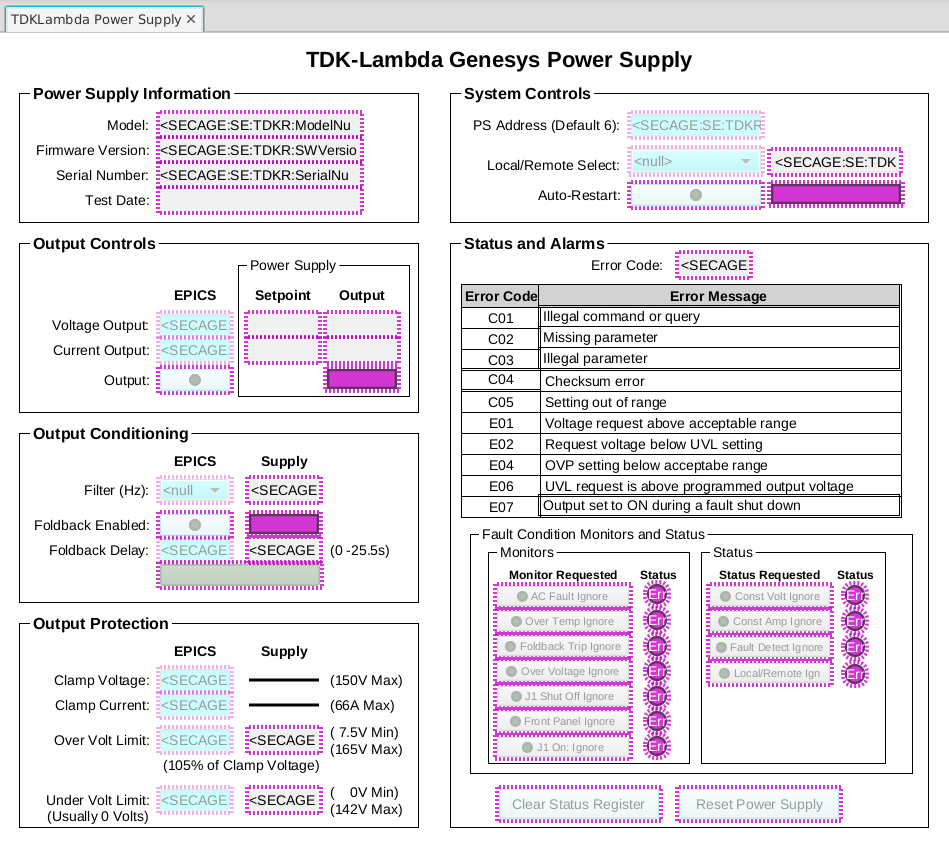 TDKLambda Power Supply ✕
TDK-Lambda Genesys Power Supply
Power Supply Information
Model: <SECAGE:SE:TDKR:ModelNu
Firmware Version: <SECAGE:SE:TDKR:SWVersio
Serial Number: <SECAGE:SE:TDKR:SerialNu
Test Date:
System Controls
PS Address (Default 6): <SECAGE:SE:TDKR
Local/Remote Select: <null> <SECAGE:SE:TDK
Auto-Restart:
Output Controls
Power Supply
EPICS Setpoint Output
Voltage Output: <SECAGE
Current Output: <SECAGE
Output:
Output Conditioning
EPICS Supply
Filter (Hz): <null <SECAGE
Foldback Enabled:
Foldback Delay: <SECAGE <SECAGE (0 -25.5s)
Output Protection
EPICS Supply
Clamp Voltage: <SECAGE (150V Max)
Clamp Current: <SECAGE (66A Max)
Over Volt Limit: <SECAGE <SECAGE ( 7.5V Min)
(165V Max)
(105% of Clamp Voltage)
Under Volt Limit: <SECAGE <SECAGE ( 0V Min)
(Usually 0 Volts) (142V Max)
Status and Alarms
Error Code: <SECAGE
Error Code Error Message
C01 Illegal command or query
C02 Missing parameter
C03 Illegal parameter
C04 Checksum error
C05 Setting out of range
E01 Voltage request above acceptable range
E02 Request voltage below UVL setting
E04 OVP setting below acceptabe range
E06 UVL request is above programmed output voltage
E07 Output set to ON during a fault shut down
Fault Condition Monitors and Status
Monitors
Monitor Requested Status
AC Fault Ignore Err
Over Temp Ignore Err
Foldback Trip Ignore Err
Over Voltage Ignore Err
J1 Shut Off Ignore Err
Front Panel Ignore Err
J1 On: Ignore Err
Status
Status Requested Status
Const Volt Ignore Err
Const Amp Ignore Err
Fault Detect Ignore Err
Local/Remote Ign Err
Clear Status Register Reset Power Supply